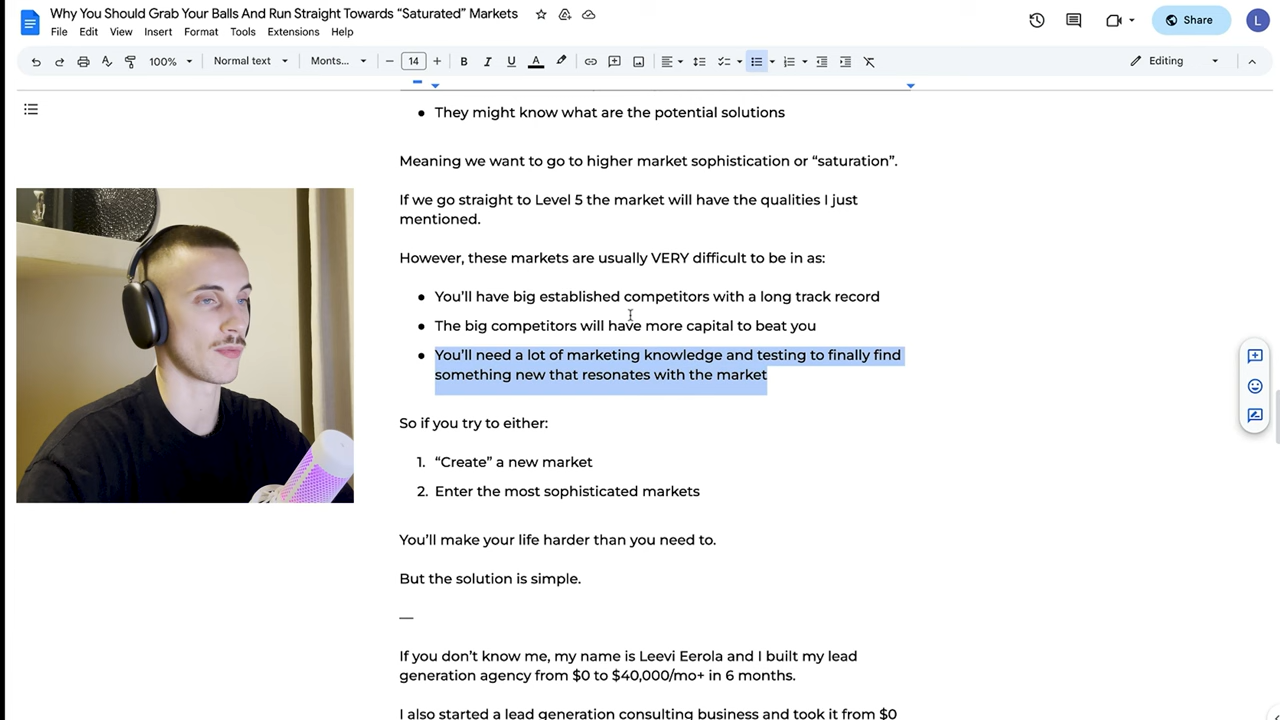 Why You Should Grab Your Balls And Run Straight Towards “Saturated” Markets
File Edit View Insert Format Tools Extensions Help
Share
L
100%
Normal text
Monts...
14
Editing
● They might know what are the potential solutions
Meaning we want to go to higher market sophistication or “saturation”.
If we go straight to Level 5 the market will have the qualities I just
mentioned.
However, these markets are usually VERY difficult to be in as:
● You’ll have big established competitors with a long track record
● The big competitors will have more capital to beat you
● You’ll need a lot of marketing knowledge and testing to finally find
something new that resonates with the market
So if you try to either:
1. “Create” a new market
2. Enter the most sophisticated markets
You’ll make your life harder than you need to.
But the solution is simple.
—
If you don’t know me, my name is Leevi Eerola and I built my lead
generation agency from $0 to $40,000/mo+ in 6 months.
I also started a lead generation consulting business and took it from $0